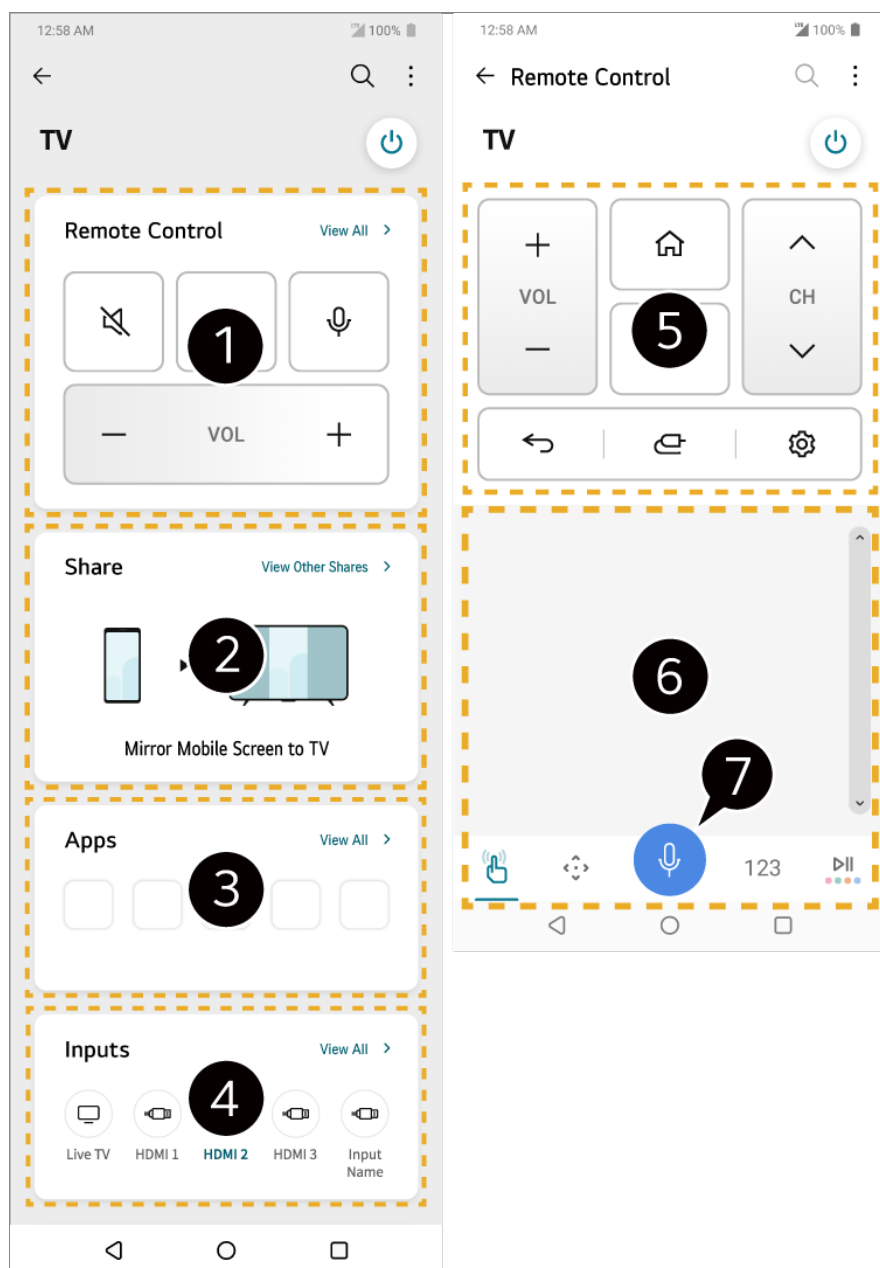 12:58 AM LTE 100%
TV
Remote Control View All >
1
− VOL +
Share View Other Shares >
2
Mirror Mobile Screen to TV
Apps View All >
3
Inputs View All >
4
Live TV HDMI 1 HDMI 2 HDMI 3 Input
Name
12:58 AM LTE 100%
Remote Control
TV
+
VOL CH
−
5
6
7
123